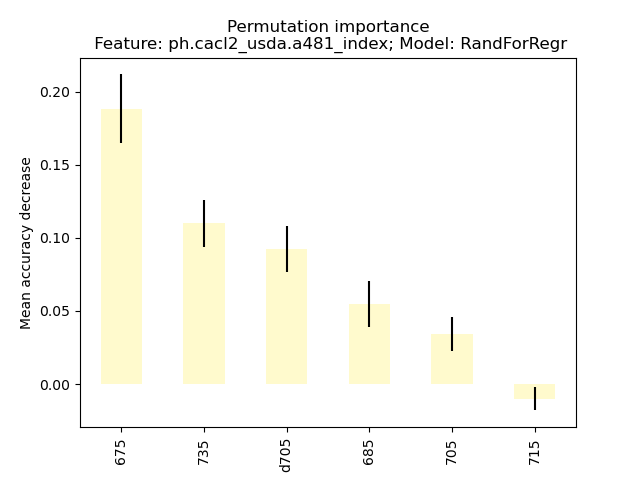 Permutation importance
Feature: ph.cacl2_usda.a481_index; Model: RandForRegr
Mean accuracy decrease
0.20
0.15
0.10
0.05
0.00
675
735
d705
685
705
715